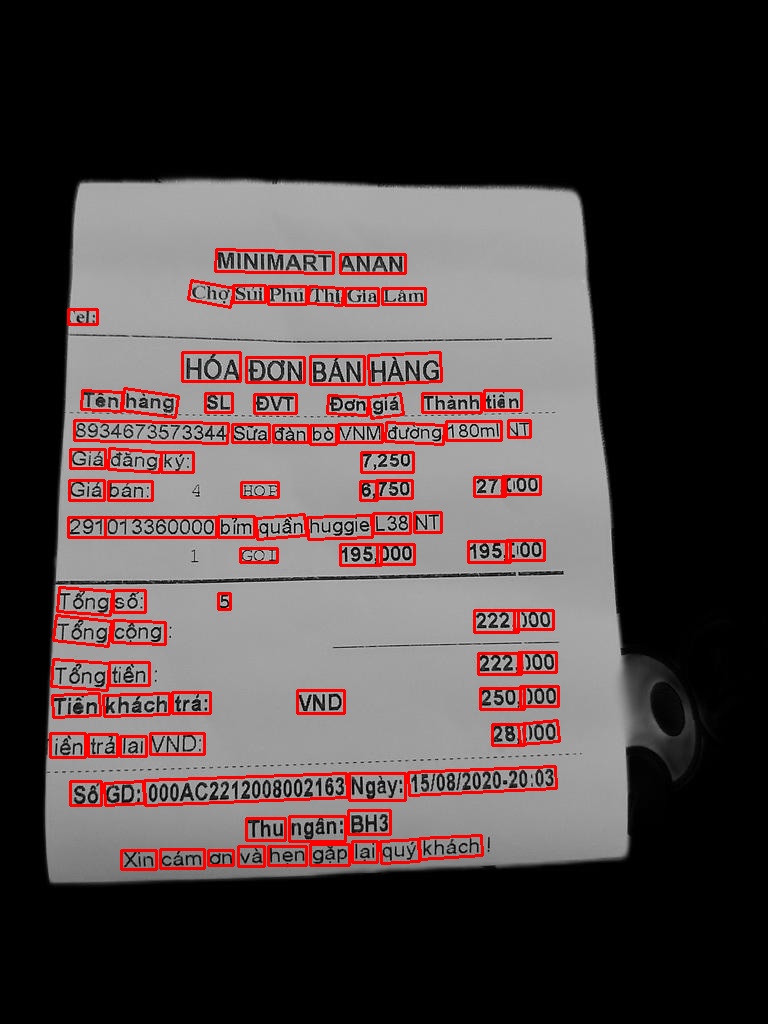 MINIMART ANAN
Chợ Sủi Phú Thị Gia Lâm
el:
HÓA ĐƠN BÁN HÀNG
Tên hàng SL ĐVT Đơn giá Thành tiền
8934673573344 Sữa đàn bò VNM đường 180ml NT
Giá đăng ký: 7,250
Giá bán: 4 HOP 6,750 27,000
291013360000 bỉm quần huggie L38 NT
1 GOI 195,000 195,000
Tổng số: 5
Tổng cộng : 222,000
Tổng tiền : 222,000
Tiền khách trả: VND 250,000
iền trả lại VND: 28,000
Số GD: 000AC2212008002163 Ngày: 15/08/2020-20:03
Thu ngân: BH3
Xin cám ơn và hẹn gặp lại quý khách !